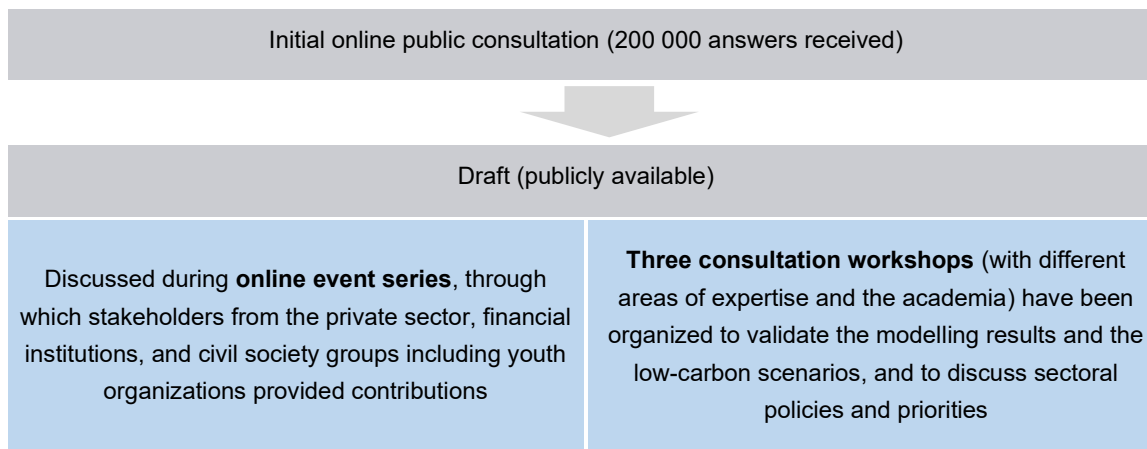 Initial online public consultation (200 000 answers received)
Draft (publicly available)
Discussed during online event series, through
which stakeholders from the private sector, financial
institutions, and civil society groups including youth
organizations provided contributions
Three consultation workshops (with different
areas of expertise and the academia) have been
organized to validate the modelling results and the
low-carbon scenarios, and to discuss sectoral
policies and priorities